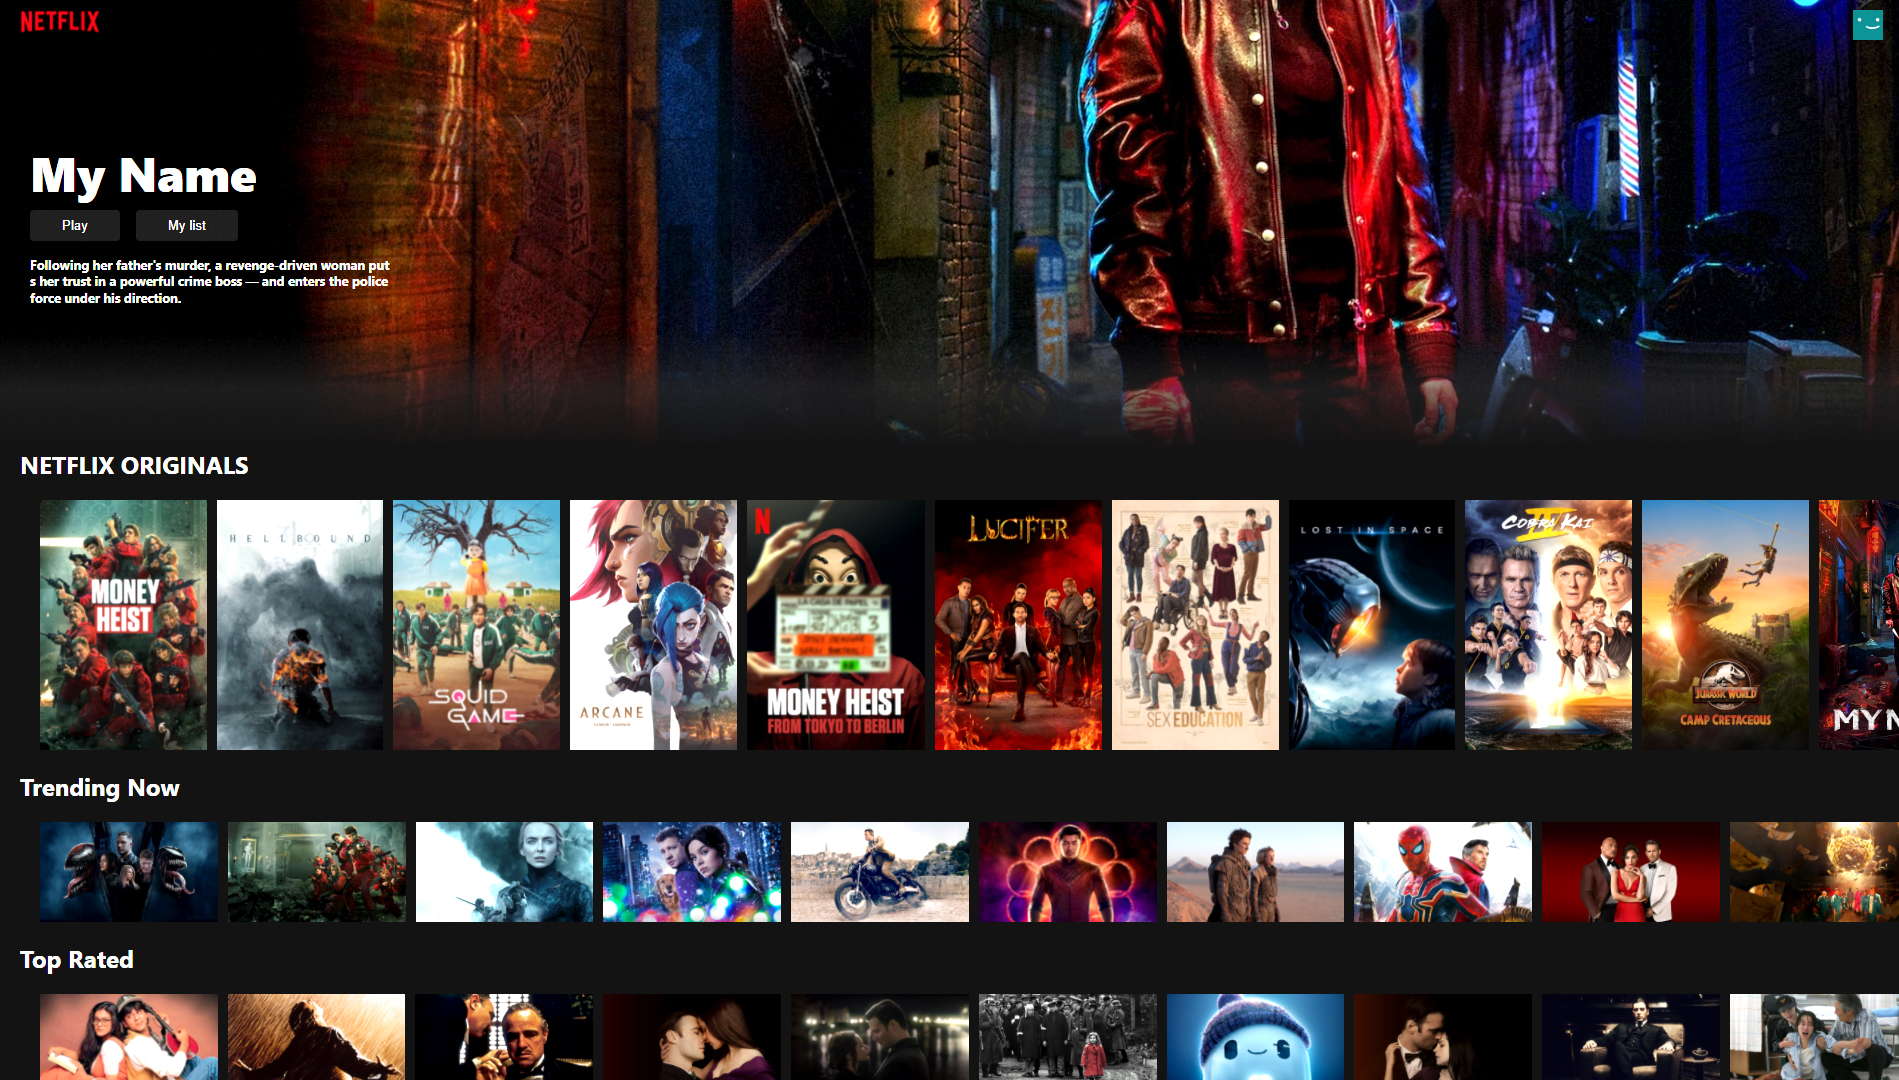 NETFLIX
My Name
Play
My list
Following her father's murder, a revenge-driven woman put
s her trust in a powerful crime boss — and enters the police
force under his direction.
NETFLIX ORIGINALS
MONEY
HEIST
HELLBOUND
SQUID
GAME
ARCANE
N
MONEY HEIST
FROM TOKYO TO BERLIN
LUCIFER
SEX EDUCATION
LOST IN SPACE
COBRA KAI
IV
JURASSIC WORLD
CAMP CRETACEOUS
MY N
Trending Now
Top Rated